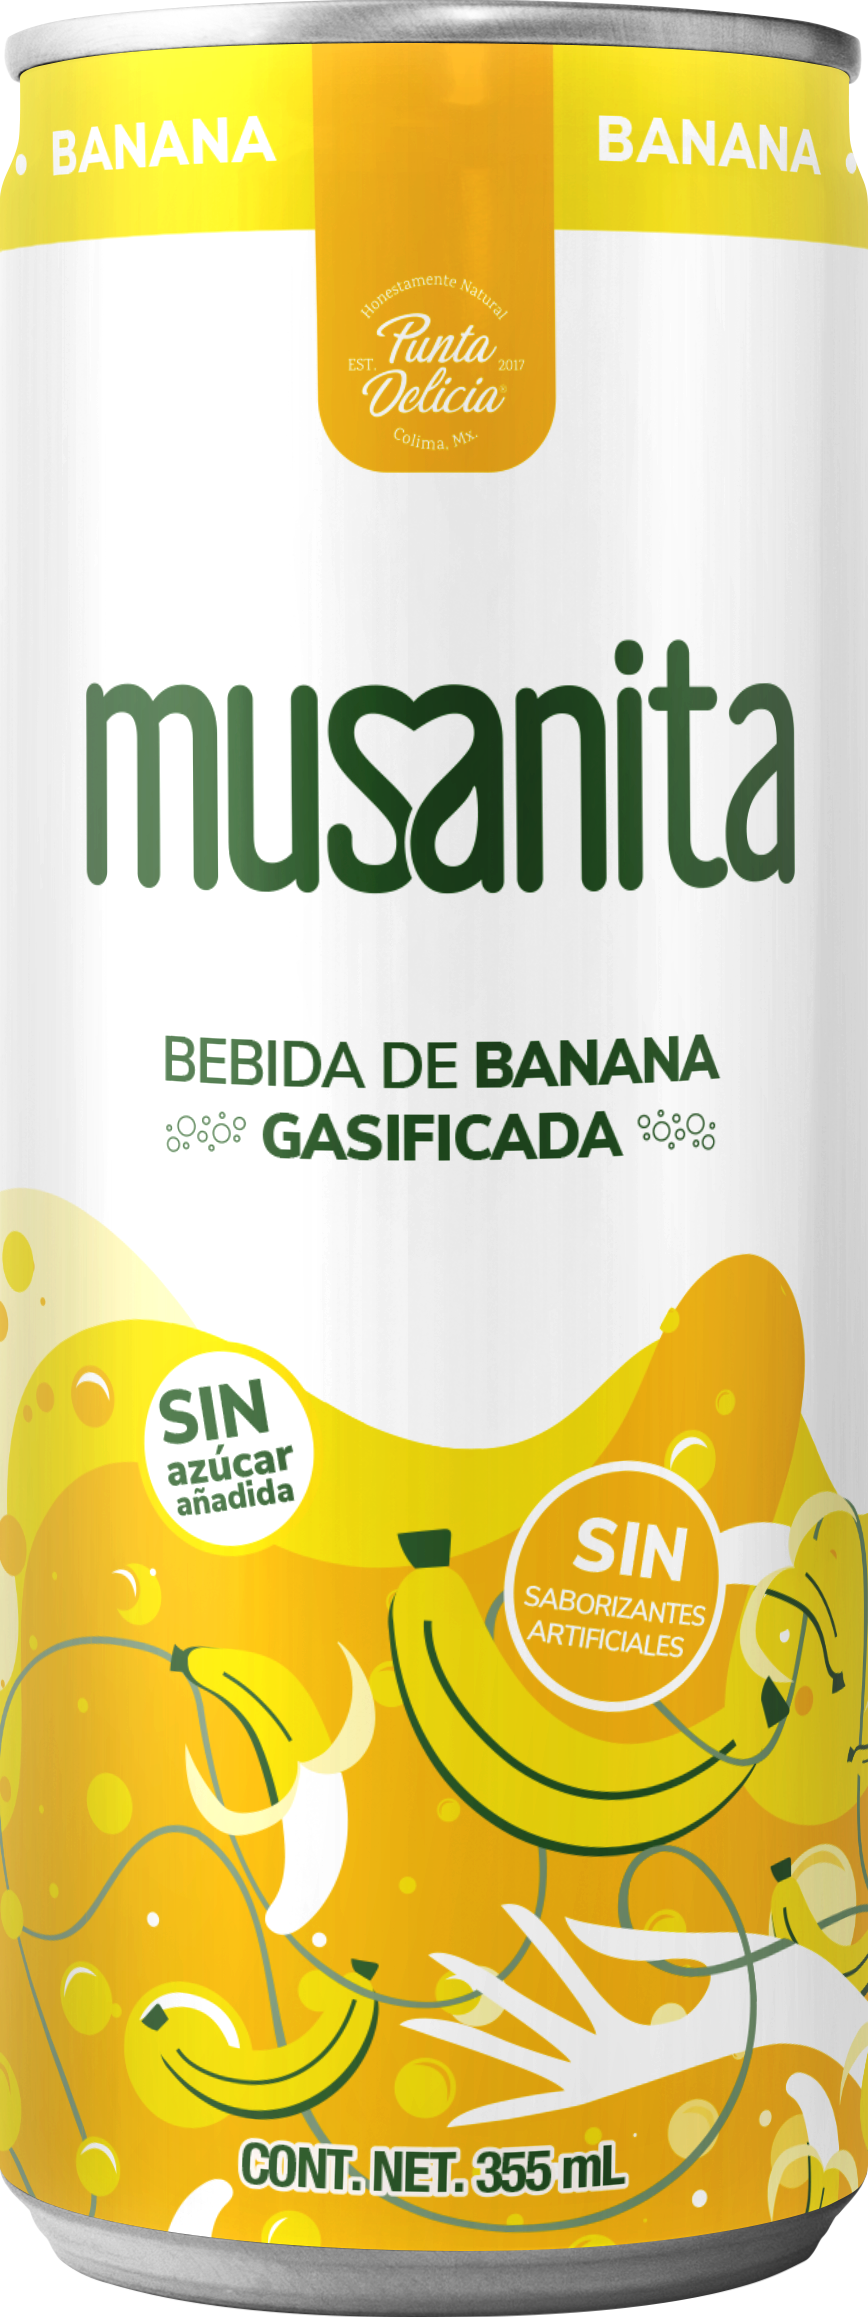 BANANA
BANANA
Honestamente Natural
EST. Punta 2017
Delicia®
Colima, Mx.
musanita
BEBIDA DE BANANA
GASIFICADA
SIN
azúcar
añadida
SIN
SABORIZANTES
ARTIFICIALES
CONT. NET. 355 mL